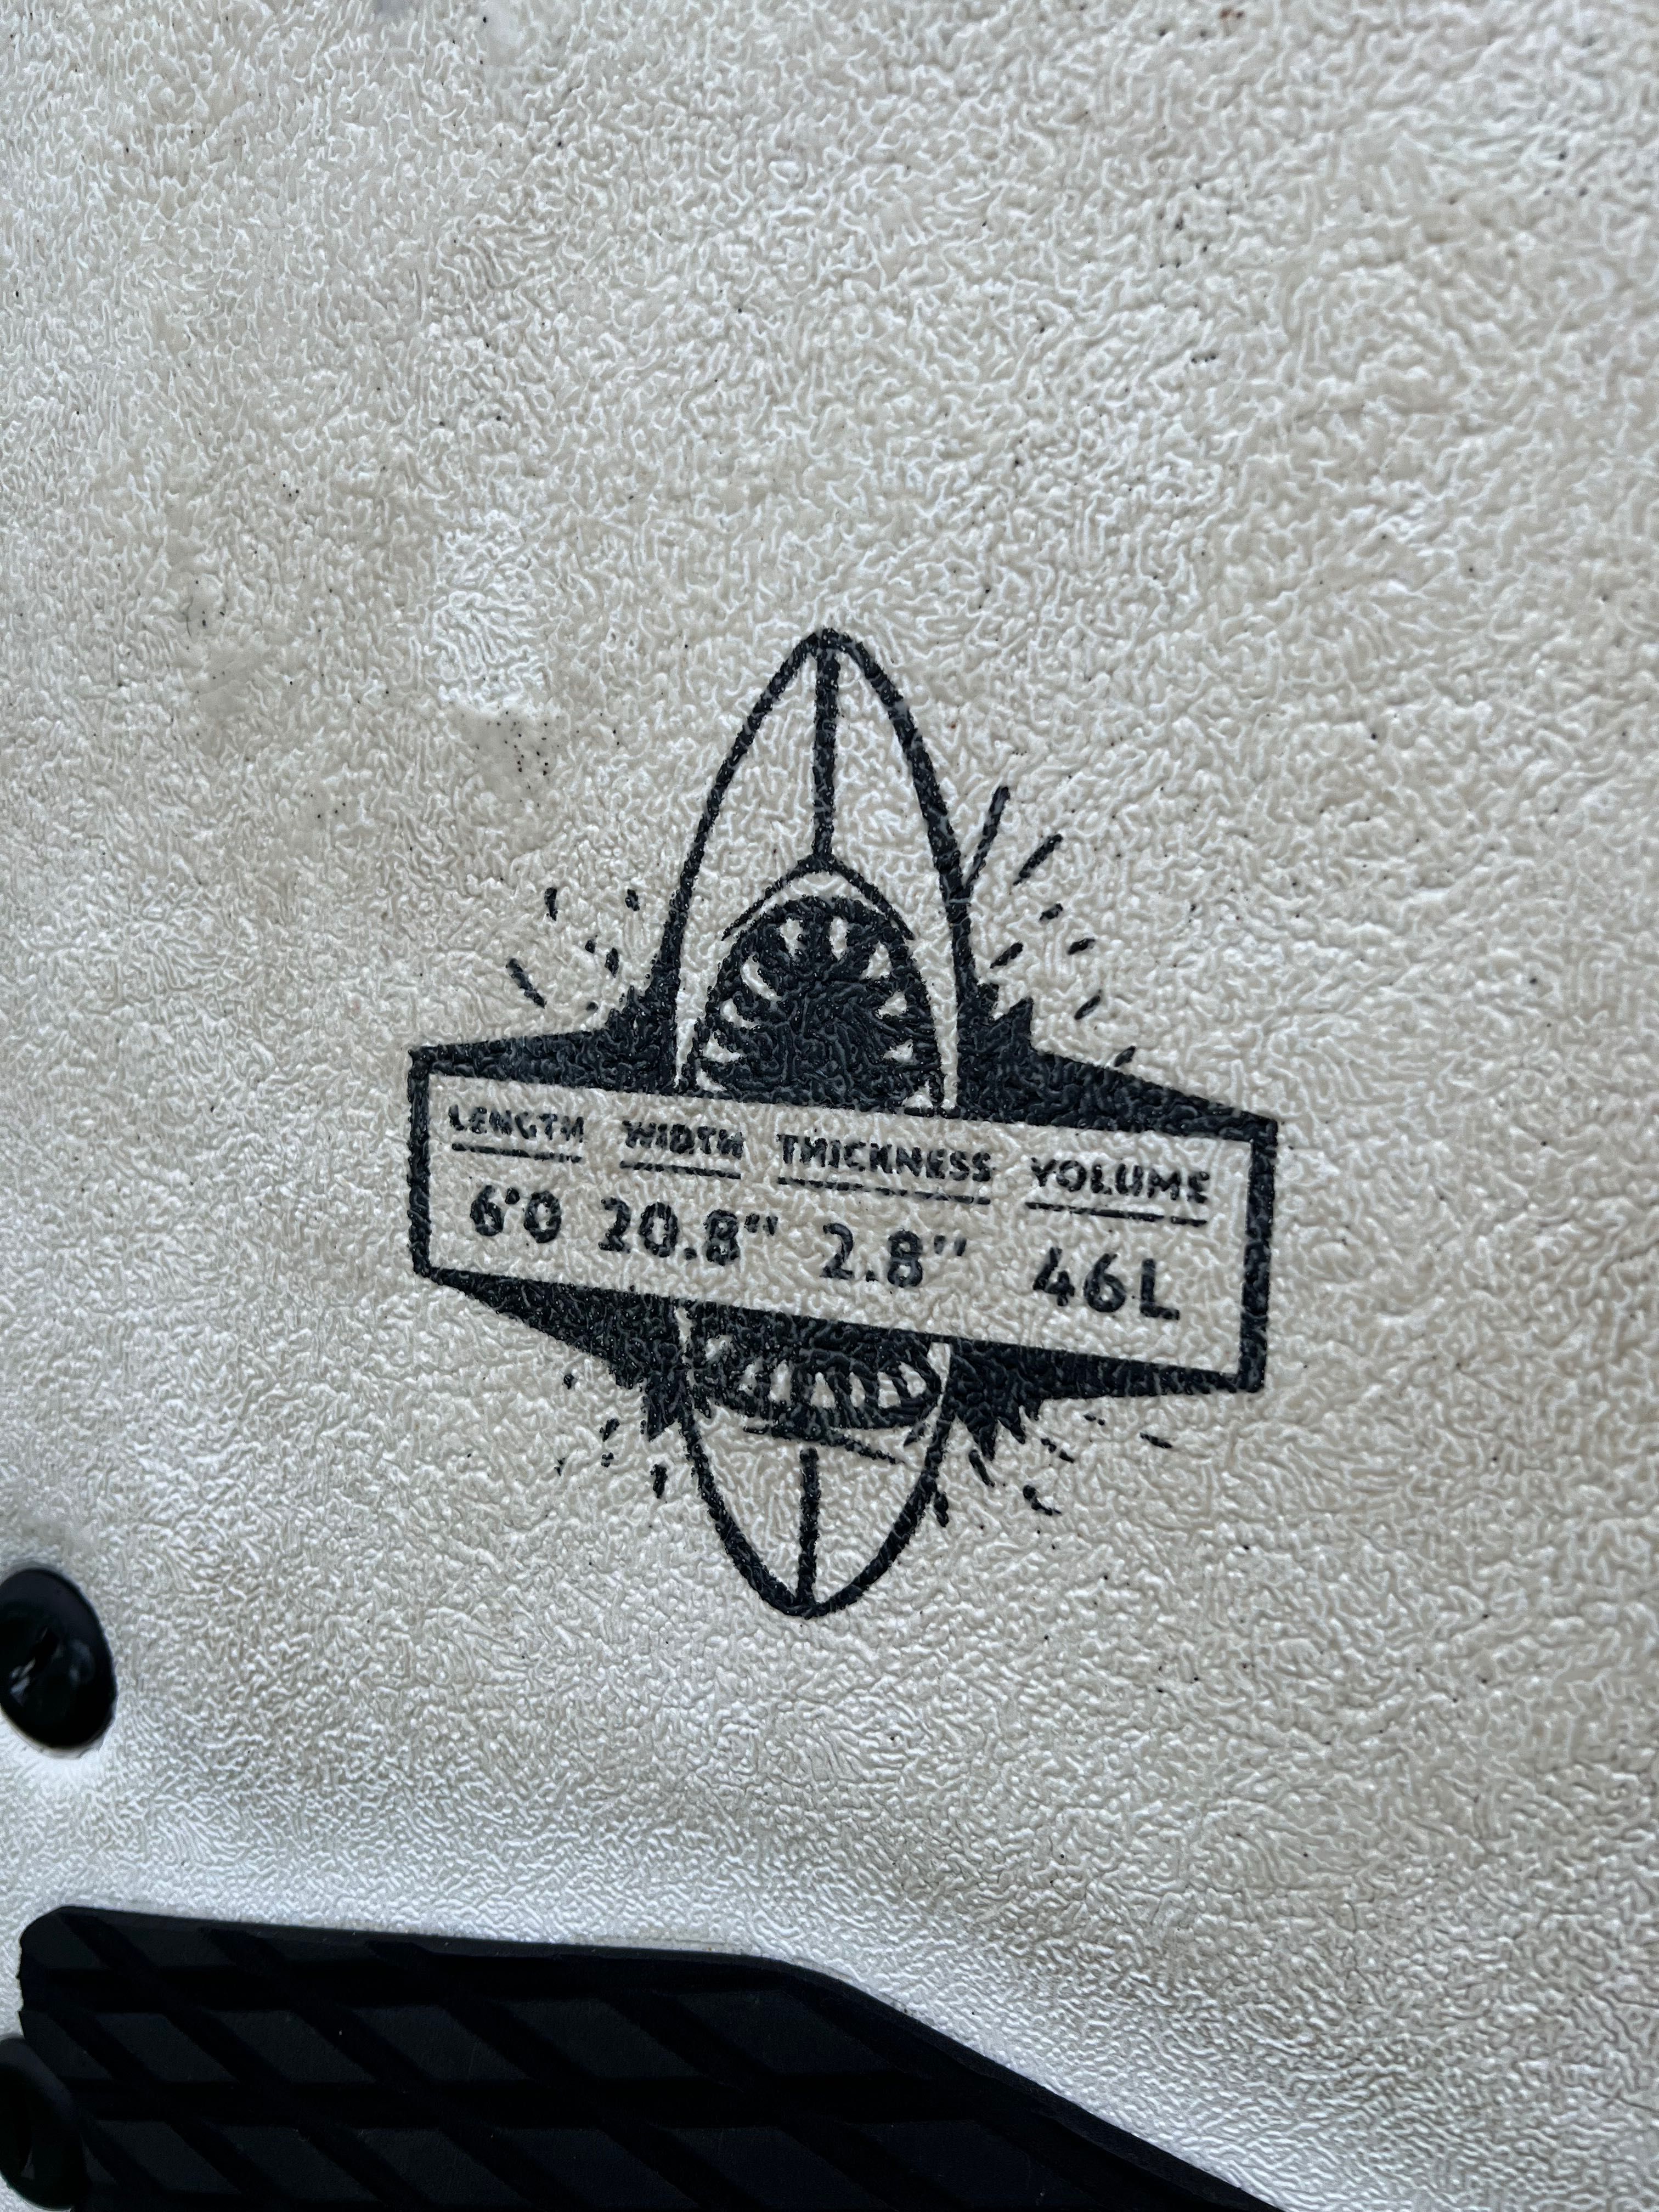 LENGTH WIDTH THICKNESS VOLUME
6'0 20.8" 2.8" 46L